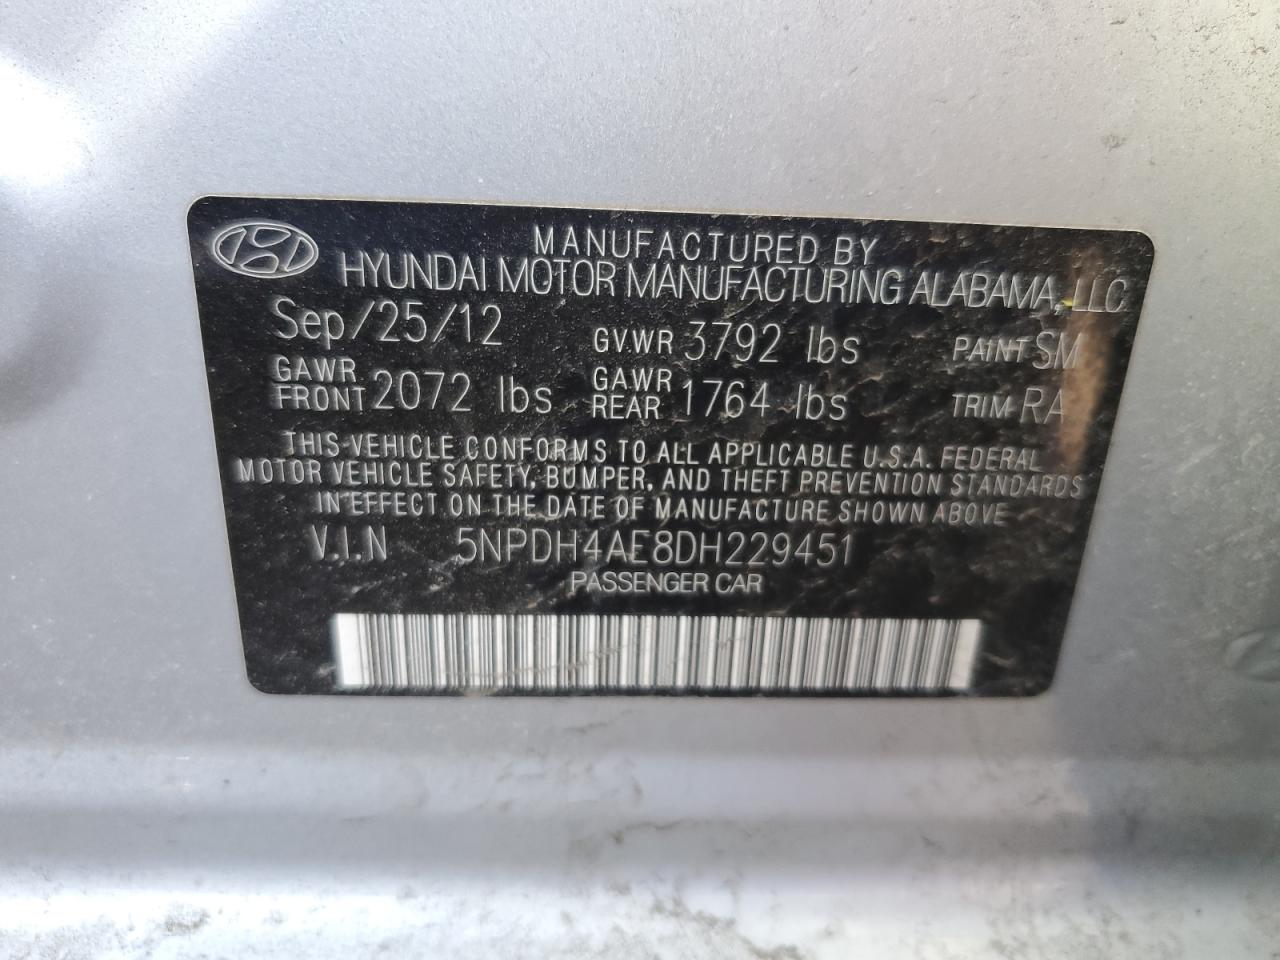 MANUFACTURED BY
HYUNDAI MOTOR MANUFACTURING ALABAMA, LLC
Sep/25/12 GVWR 3792 lbs PAINT SM
GAWR FRONT 2072 lbs GAWR REAR 1764 lbs TRIM RA
THIS VEHICLE CONFORMS TO ALL APPLICABLE U.S.A. FEDERAL
MOTOR VEHICLE SAFETY, BUMPER, AND THEFT PREVENTION STANDARDS
IN EFFECT ON THE DATE OF MANUFACTURE SHOWN ABOVE
V.I.N 5NPDH4AE8DH229451
PASSENGER CAR